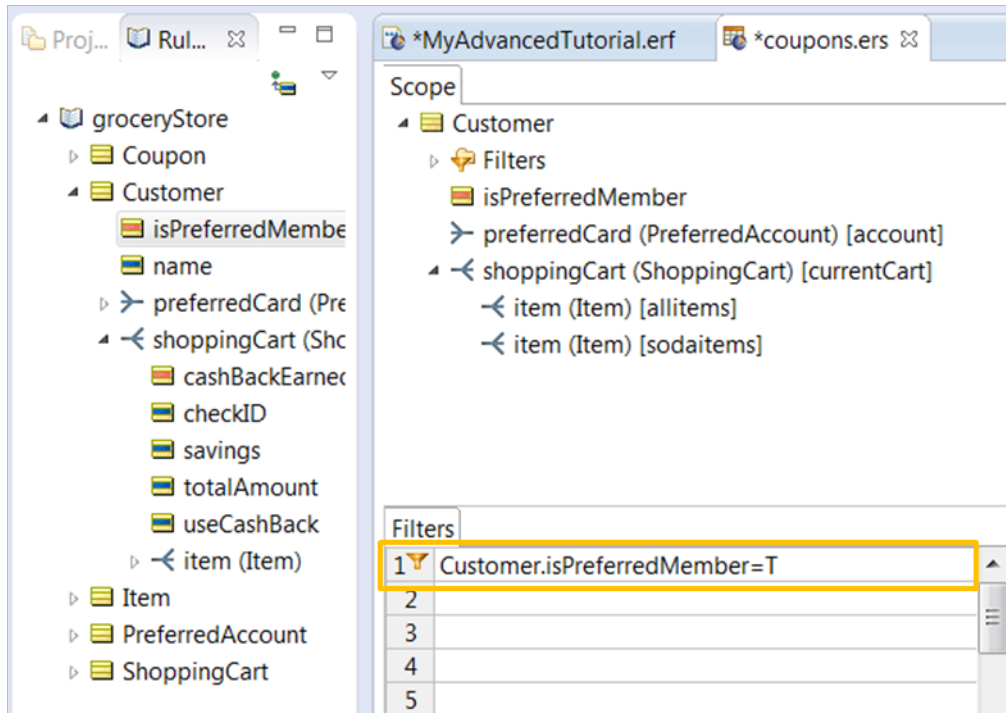 Proj...
Rul...
groceryStore
Coupon
Customer
isPreferredMembe
name
preferredCard (Pre
shoppingCart (Sho
cashBackEarned
checkID
savings
totalAmount
useCashBack
item (Item)
Item
PreferredAccount
ShoppingCart
*MyAdvancedTutorial.erf
*coupons.ers
Scope
Customer
Filters
isPreferredMember
preferredCard (PreferredAccount) [account]
shoppingCart (ShoppingCart) [currentCart]
item (Item) [allitems]
item (Item) [sodaitems]
Filters
1 Customer.isPreferredMember=T
2
3
4
5